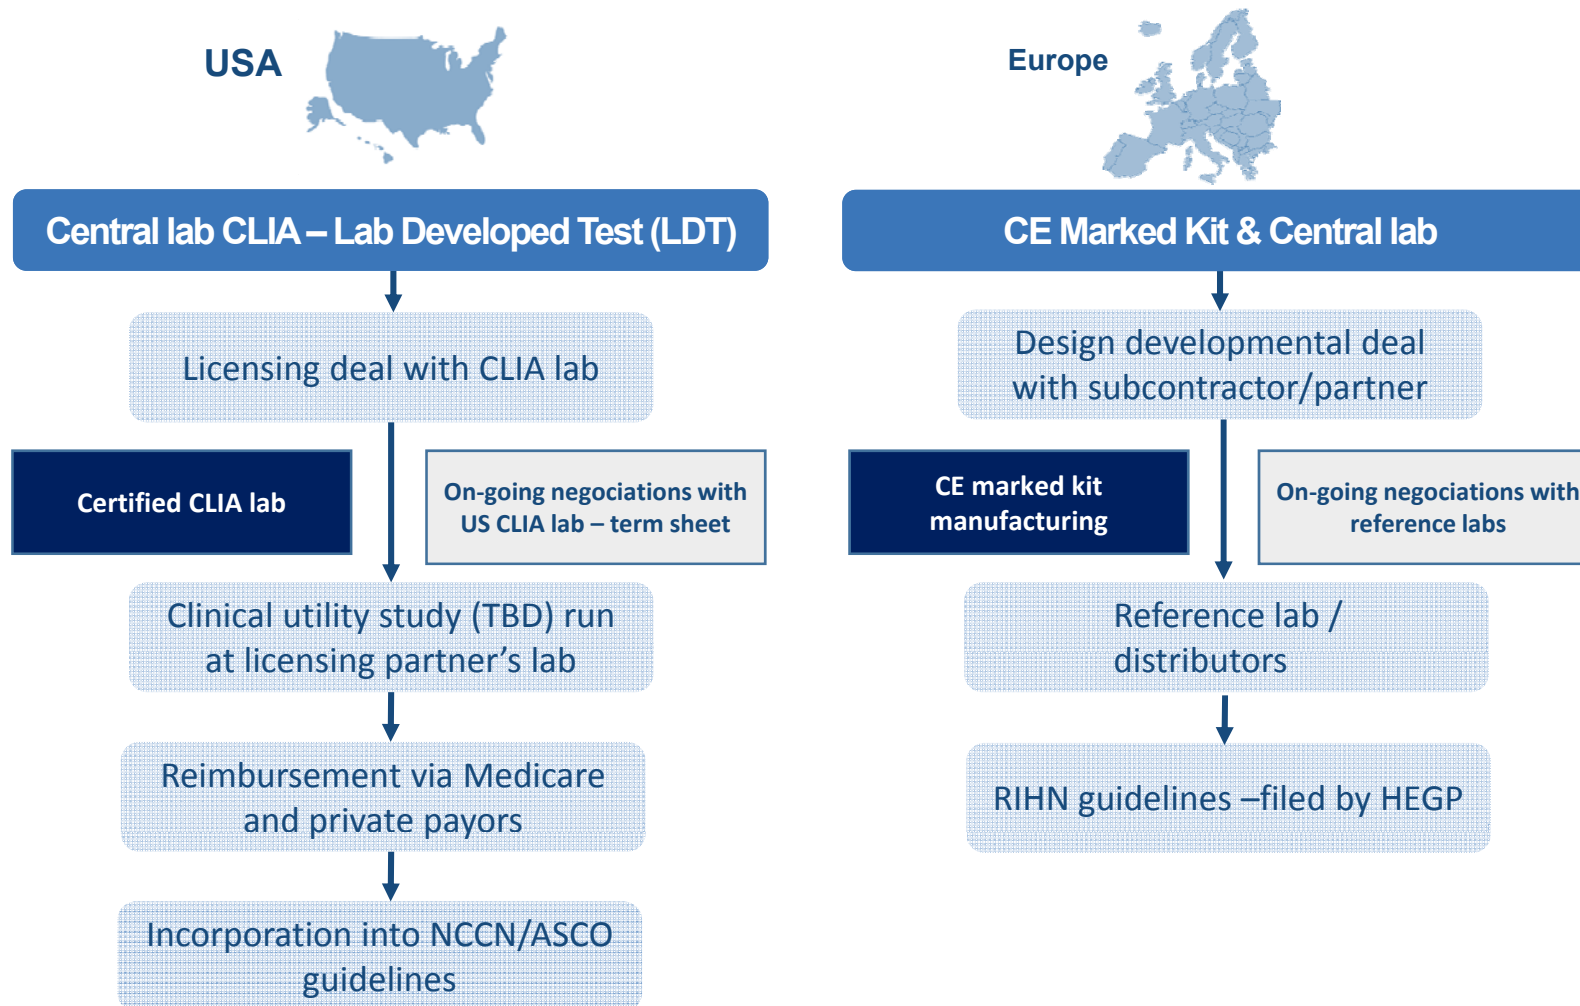 USA
Central lab CLIA – Lab Developed Test (LDT)
Licensing deal with CLIA lab
Certified CLIA lab
On-going negociations with
US CLIA lab – term sheet
Clinical utility study (TBD) run
at licensing partner’s lab
Reimbursement via Medicare
and private payors
Incorporation into NCCN/ASCO
guidelines
Europe
CE Marked Kit & Central lab
Design developmental deal
with subcontractor/partner
CE marked kit
manufacturing
On-going negociations with
reference labs
Reference lab /
distributors
RIHN guidelines –filed by HEGP